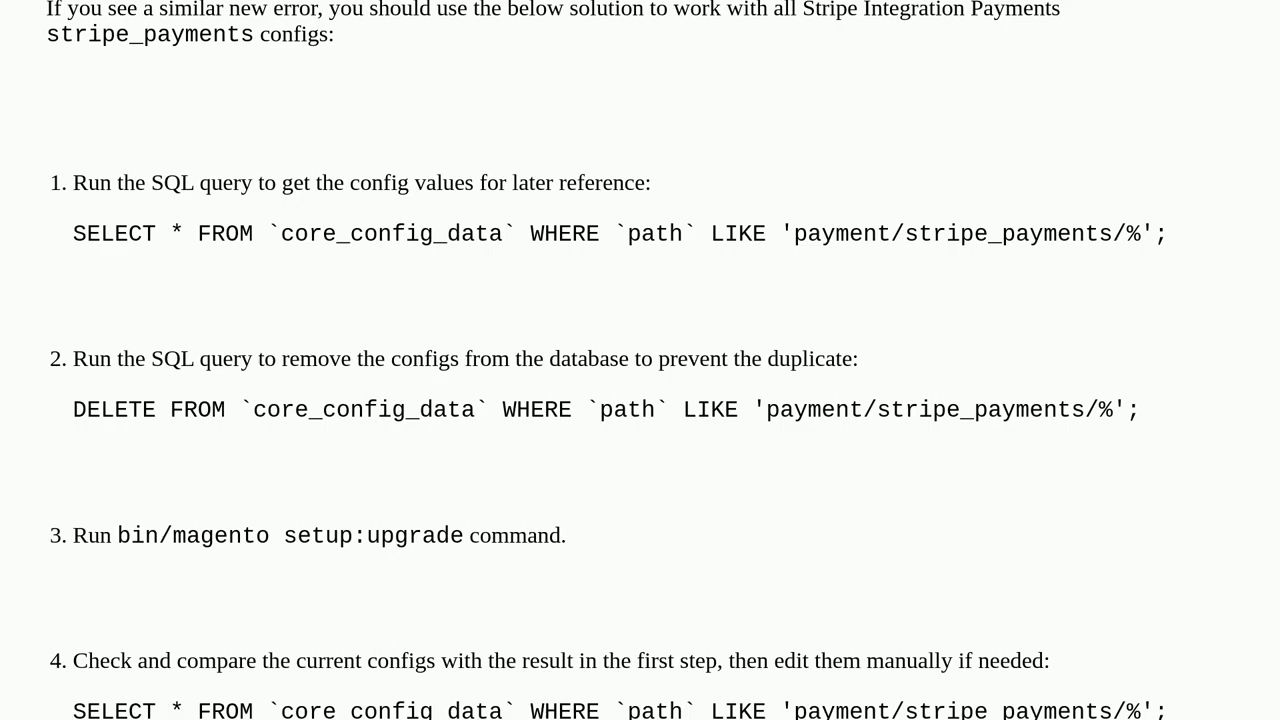 If you see a similar new error, you should use the below solution to work with all Stripe Integration Payments
stripe_payments configs:
1. Run the SQL query to get the config values for later reference:
SELECT * FROM `core_config_data` WHERE `path` LIKE 'payment/stripe_payments/%';
2. Run the SQL query to remove the configs from the database to prevent the duplicate:
DELETE FROM `core_config_data` WHERE `path` LIKE 'payment/stripe_payments/%';
3. Run bin/magento setup:upgrade command.
4. Check and compare the current configs with the result in the first step, then edit them manually if needed:
SELECT * FROM `core_config_data` WHERE `path` LIKE 'payment/stripe_payments/%';